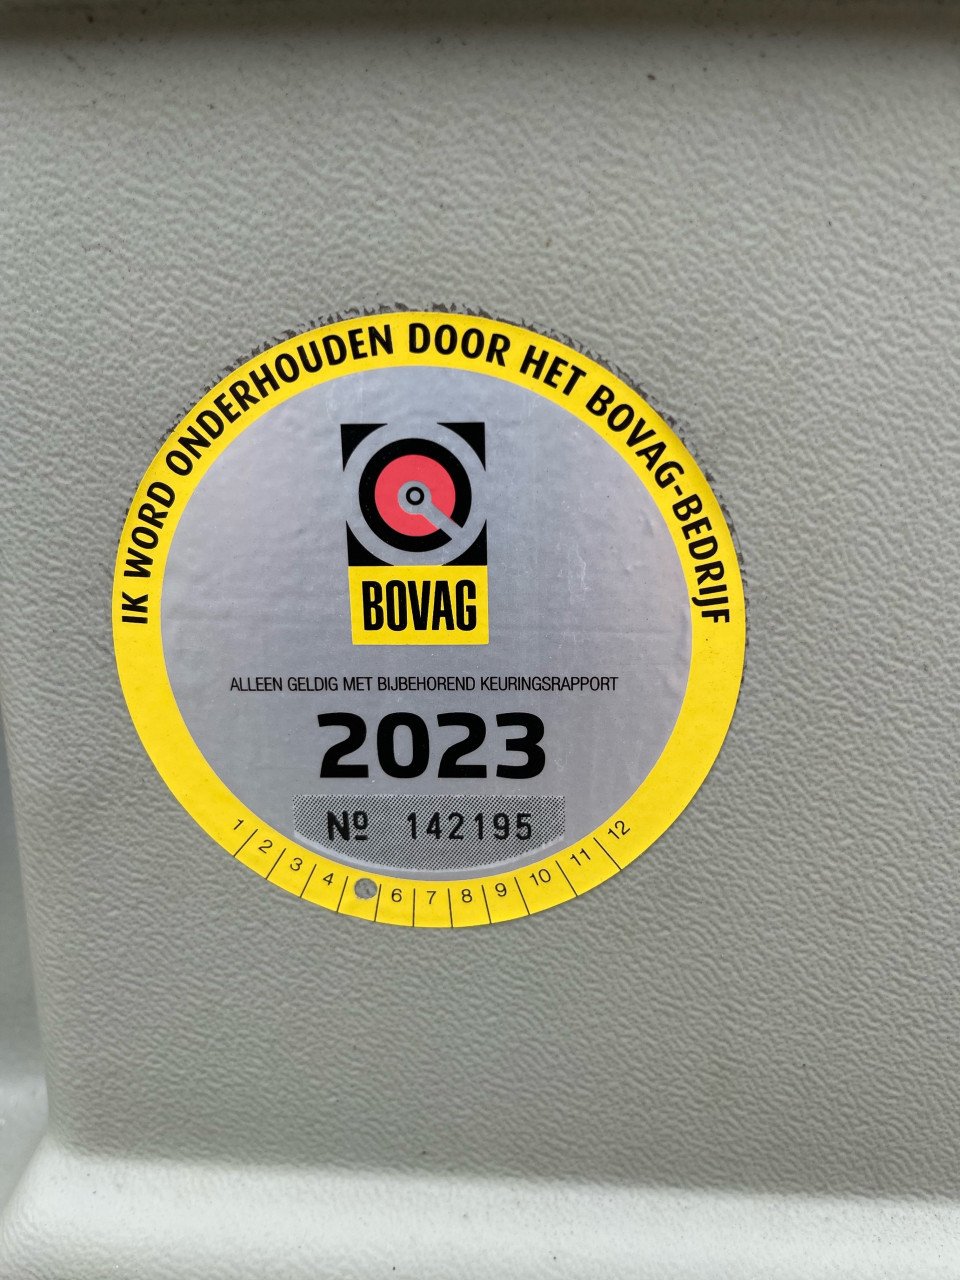 IK WORD ONDERHOUDEN DOOR HET BOVAG-BEDRIJF
BOVAG
ALLEEN GELDIG MET BIJBEHOREND KEURINGSRAPPORT
2023
Nº 142195
1 2 3 4 6 7 8 9 10 11 12